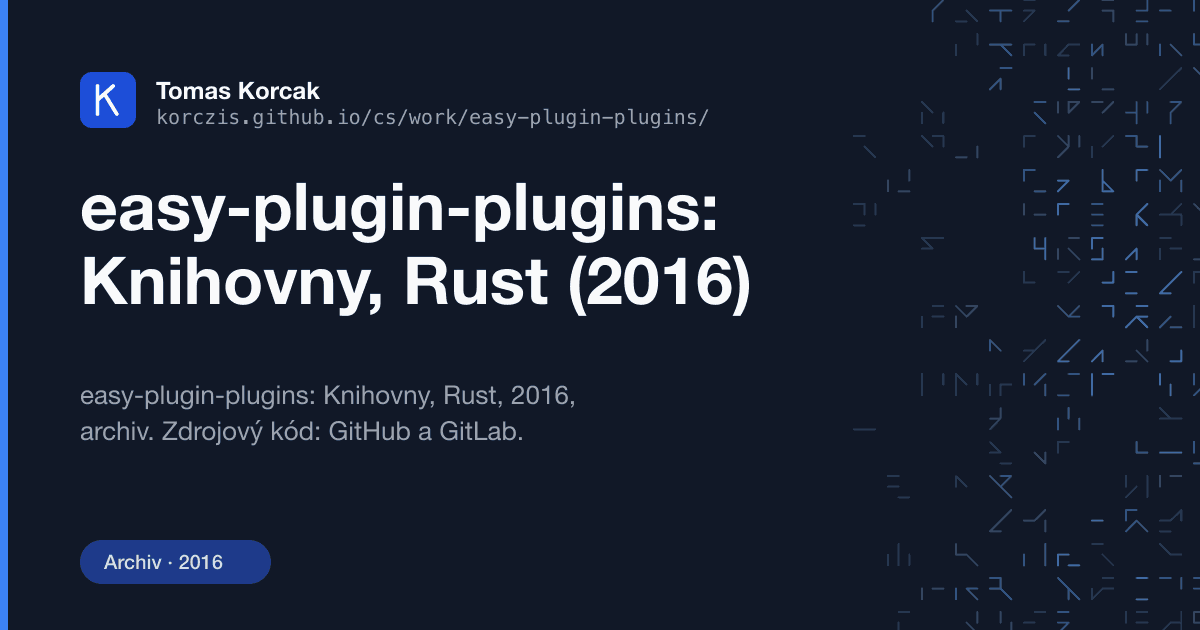 K
Tomas Korcak
korczis.github.io/cs/work/easy-plugin-plugins/
easy-plugin-plugins:
Knihovny, Rust (2016)
easy-plugin-plugins: Knihovny, Rust, 2016,
archiv. Zdrojový kód: GitHub a GitLab.
Archiv · 2016